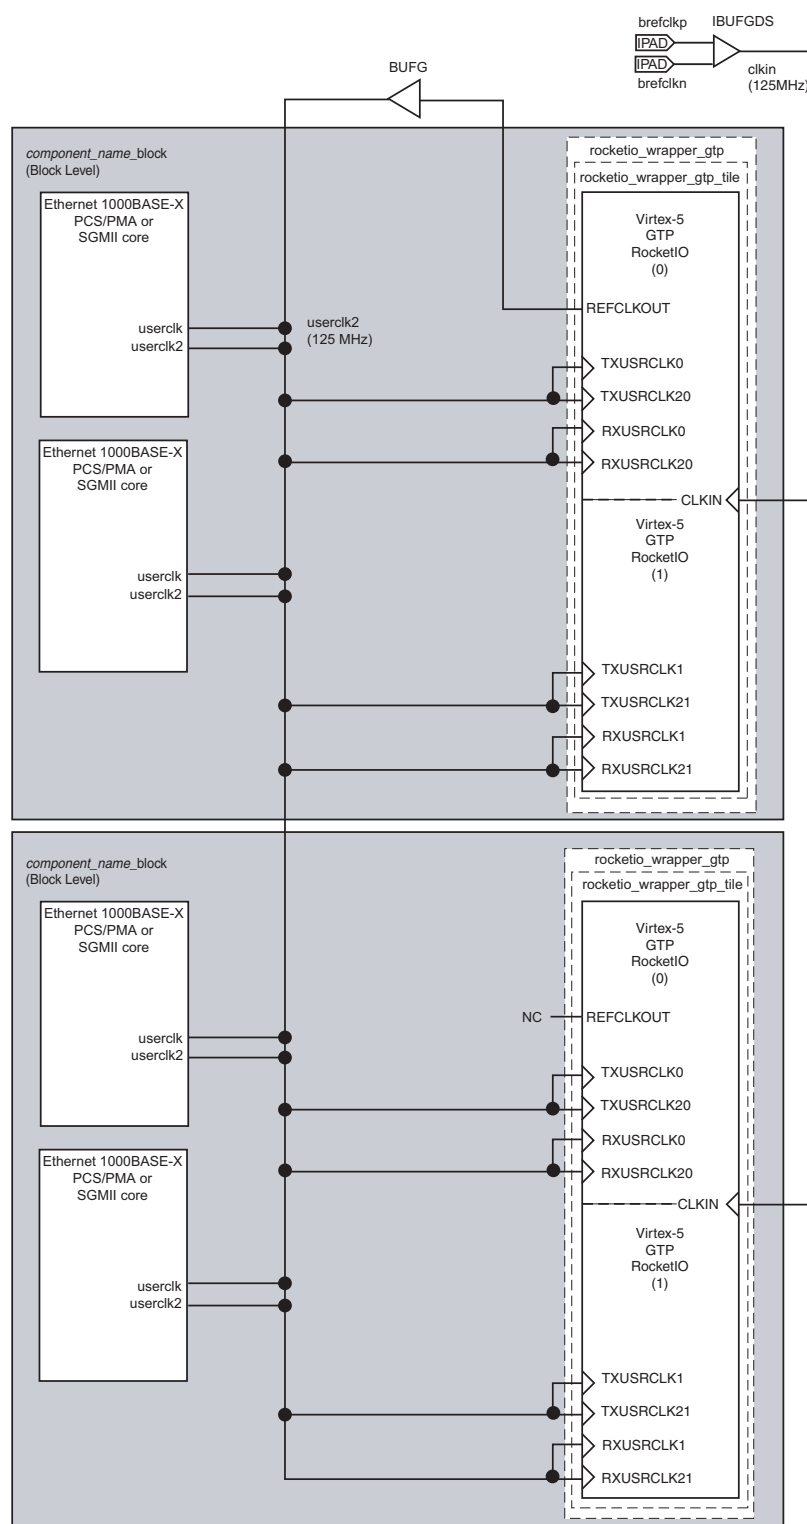 brefclkp
IBUFGDS
IPAD
IPAD
brefclkn
clkin
(125MHz)
BUFG
component_name_block
(Block Level)
rocketio_wrapper_gtp
rocketio_wrapper_gtp_tile
Ethernet 1000BASE-X
PCS/PMA or
SGMII core
userclk
userclk2
userclk2
(125 MHz)
Virtex-5
GTP
RocketIO
(0)
REFCLKOUT
TXUSRCLK0
TXUSRCLK20
RXUSRCLK0
RXUSRCLK20
CLKIN
Ethernet 1000BASE-X
PCS/PMA or
SGMII core
userclk
userclk2
Virtex-5
GTP
RocketIO
(1)
TXUSRCLK1
TXUSRCLK21
RXUSRCLK1
RXUSRCLK21
component_name_block
(Block Level)
rocketio_wrapper_gtp
rocketio_wrapper_gtp_tile
Ethernet 1000BASE-X
PCS/PMA or
SGMII core
userclk
userclk2
Virtex-5
GTP
RocketIO
(0)
NC
REFCLKOUT
TXUSRCLK0
TXUSRCLK20
RXUSRCLK0
RXUSRCLK20
CLKIN
Ethernet 1000BASE-X
PCS/PMA or
SGMII core
userclk
userclk2
Virtex-5
GTP
RocketIO
(1)
TXUSRCLK1
TXUSRCLK21
RXUSRCLK1
RXUSRCLK21